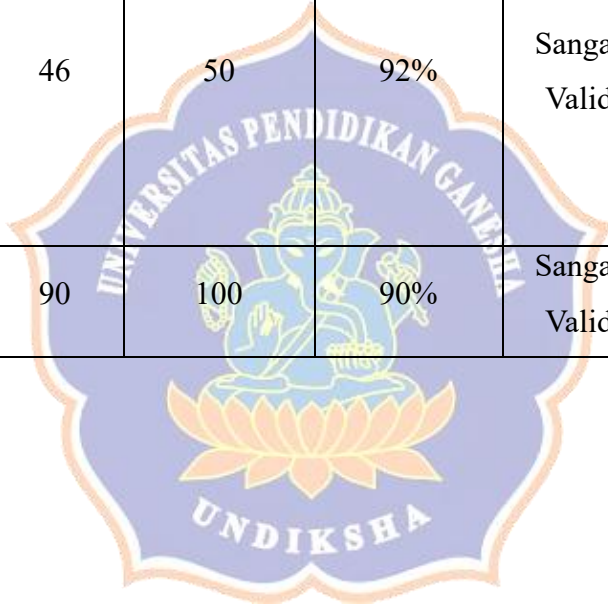 46 50 92% Sanga
Valid
UNIVERSITAS PENDIDIKAN GANESHA
90 100 90% Sanga
Valid
UNDIKSHA